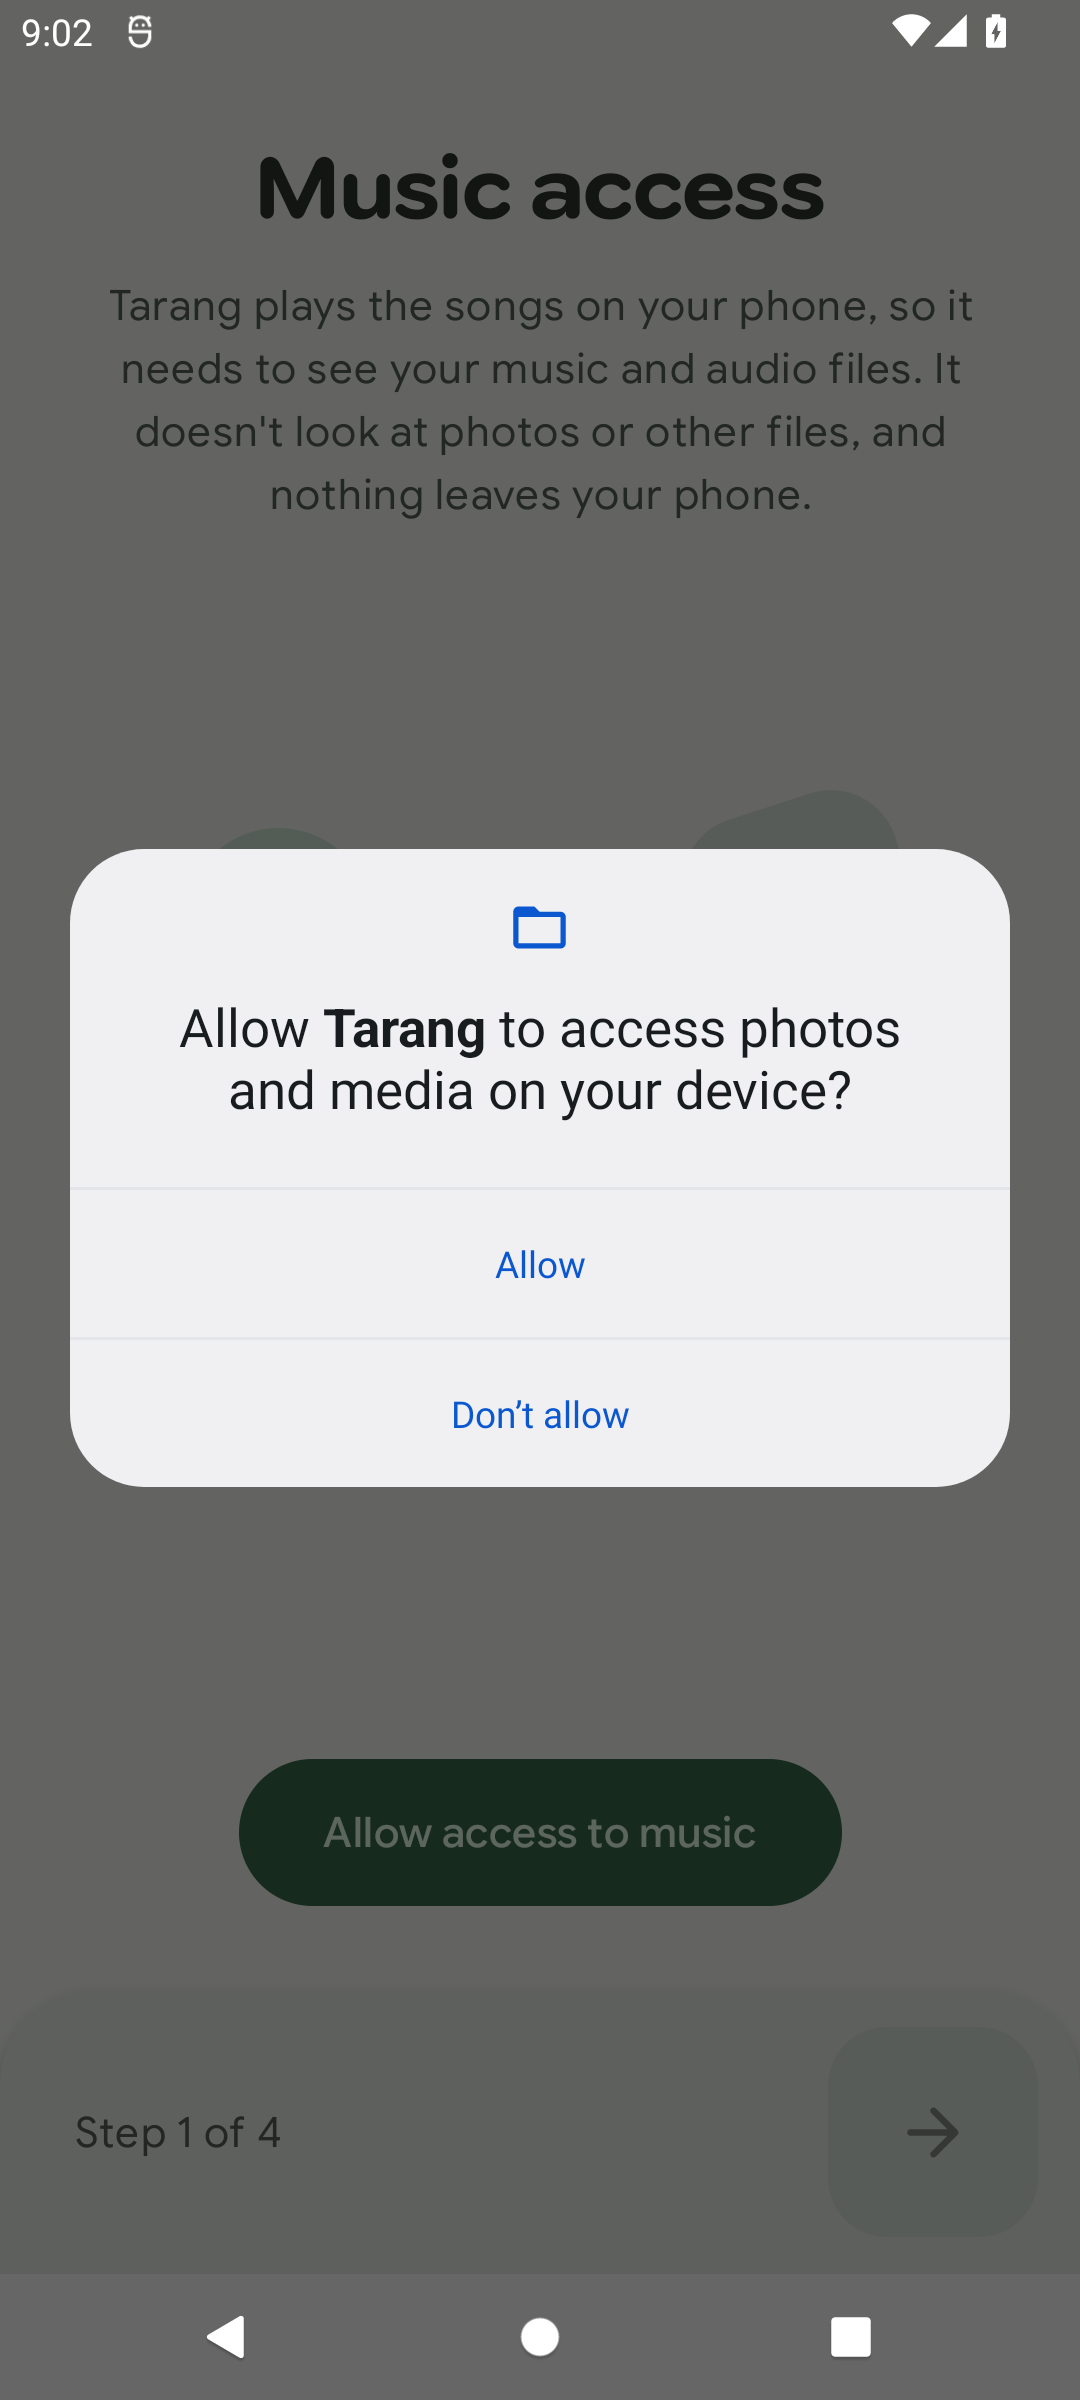 9:02
Music access
Tarang plays the songs on your phone, so it
needs to see your music and audio files. It
doesn't look at photos or other files, and
nothing leaves your phone.
Allow Tarang to access photos
and media on your device?
Allow
Don’t allow
Allow access to music
Step 1 of 4